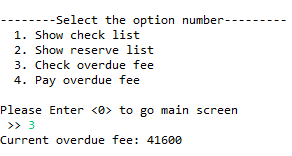 --------Select the option number---------
1. Show check list
2. Show reserve list
3. Check overdue fee
4. Pay overdue fee
Please Enter <0> to go main screen
>> 3
Current overdue fee: 41600